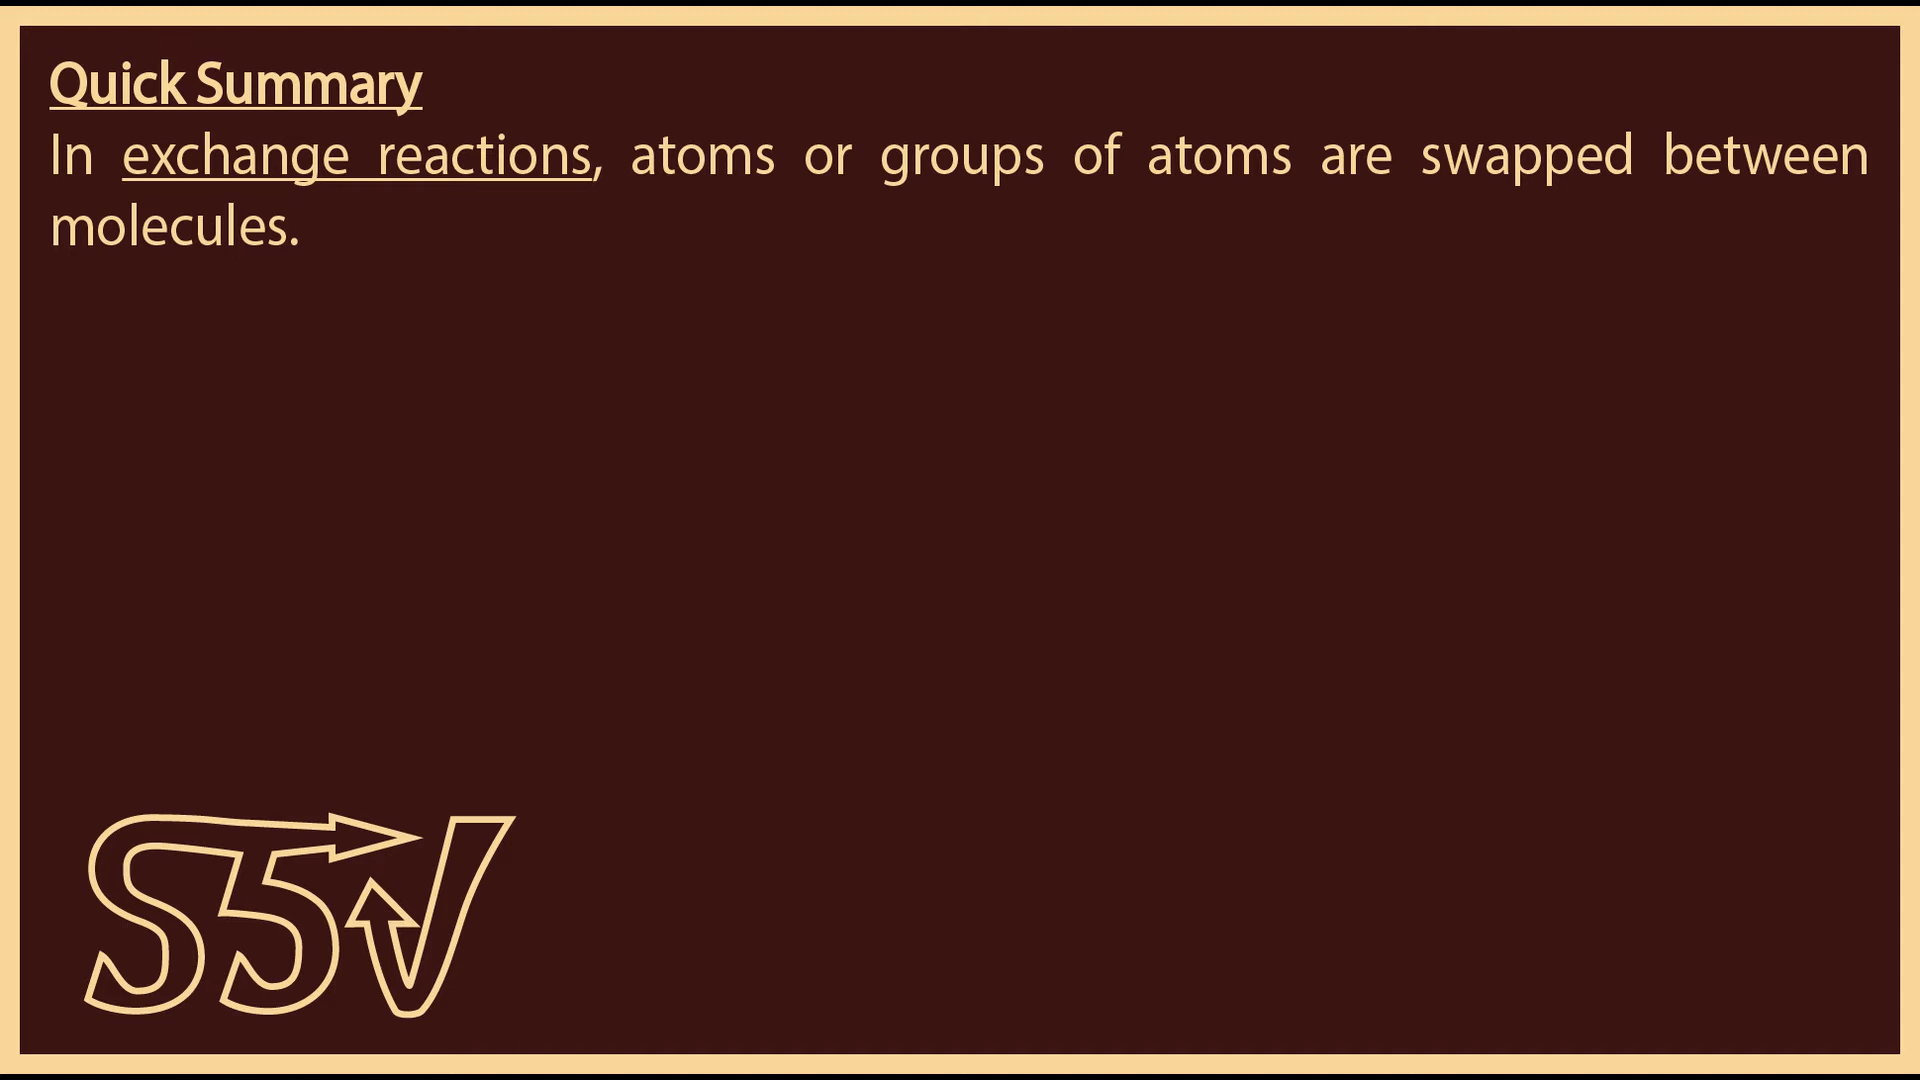 Quick Summary
In exchange reactions, atoms or groups of atoms are swapped between
molecules.
S5V